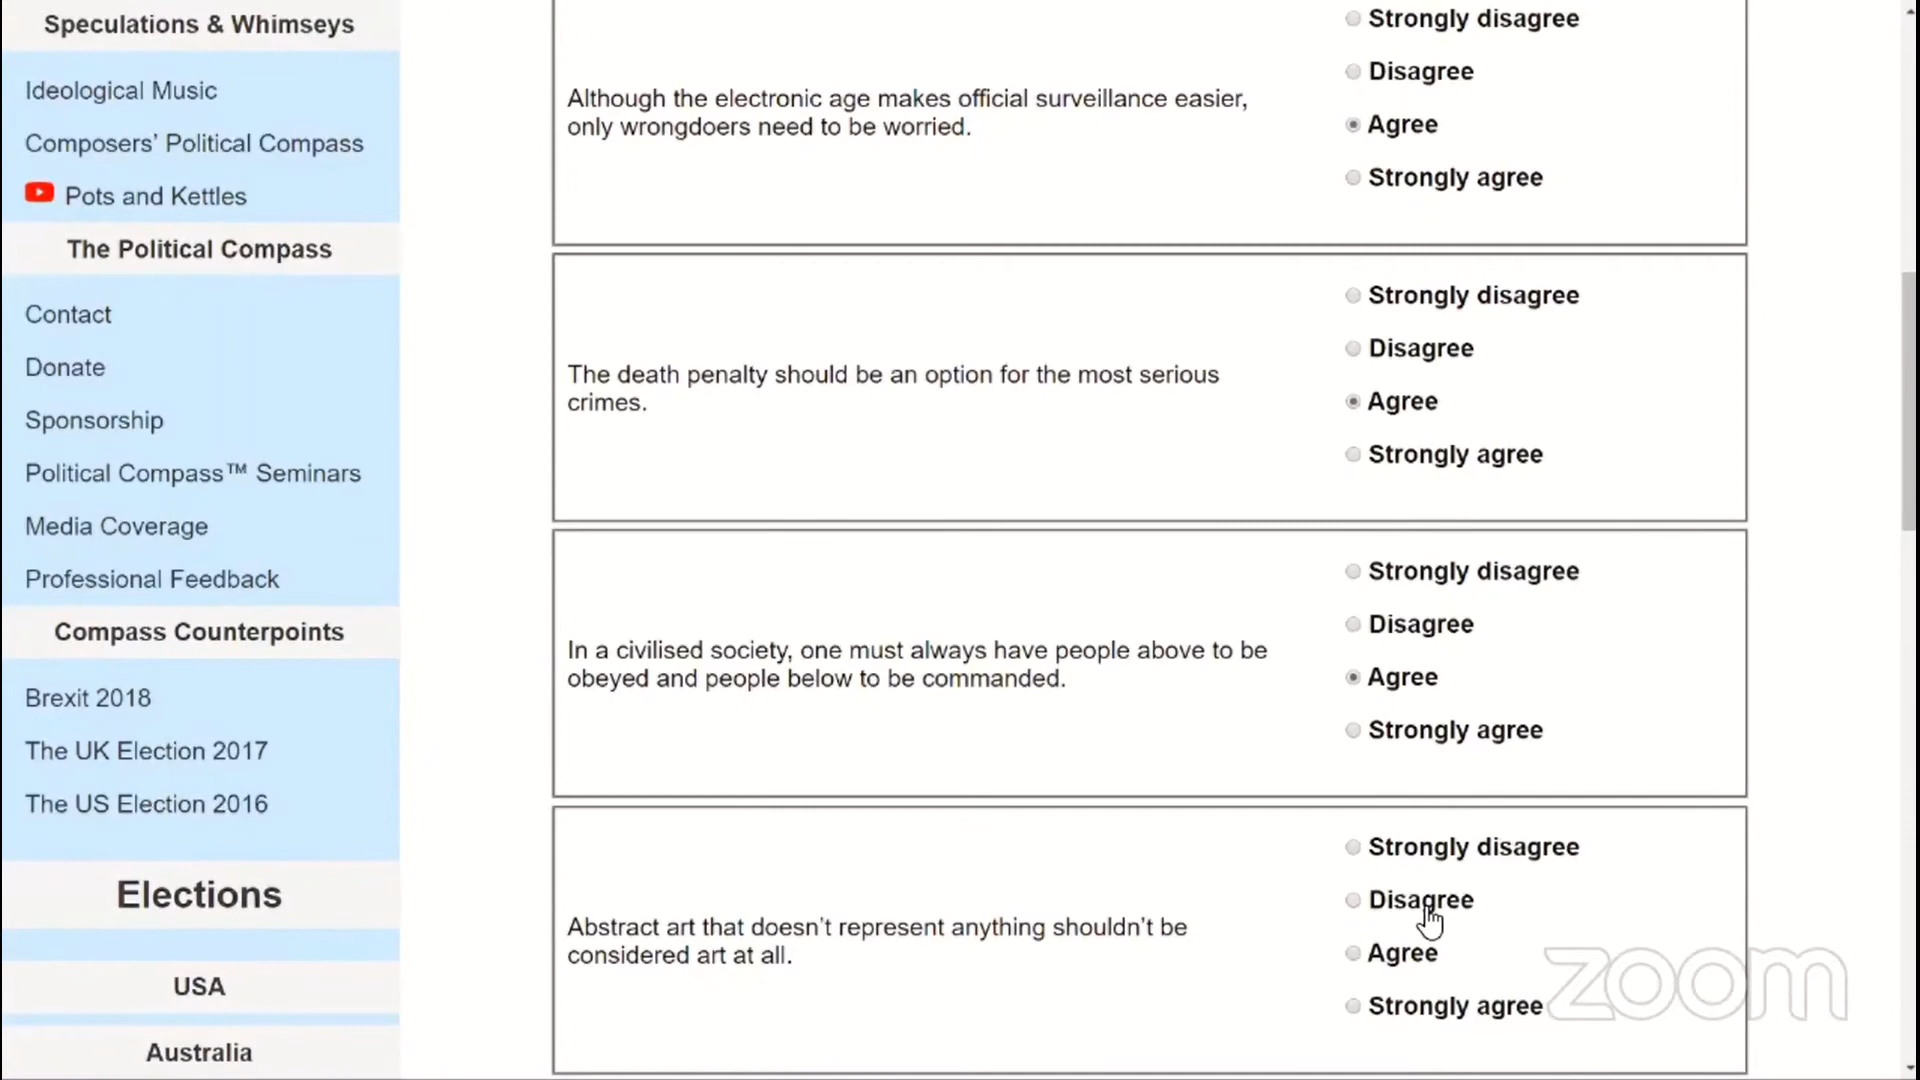 Speculations & Whimseys
Ideological Music
Composers’ Political Compass
Pots and Kettles
The Political Compass
Contact
Donate
Sponsorship
Political Compass™ Seminars
Media Coverage
Professional Feedback
Compass Counterpoints
Brexit 2018
The UK Election 2017
The US Election 2016
Elections
USA
Australia
Although the electronic age makes official surveillance easier,
only wrongdoers need to be worried.
Strongly disagree
Disagree
Agree
Strongly agree
The death penalty should be an option for the most serious
crimes.
Strongly disagree
Disagree
Agree
Strongly agree
In a civilised society, one must always have people above to be
obeyed and people below to be commanded.
Strongly disagree
Disagree
Agree
Strongly agree
Abstract art that doesn’t represent anything shouldn’t be
considered art at all.
Strongly disagree
Disagree
Agree
Strongly agree
zoom